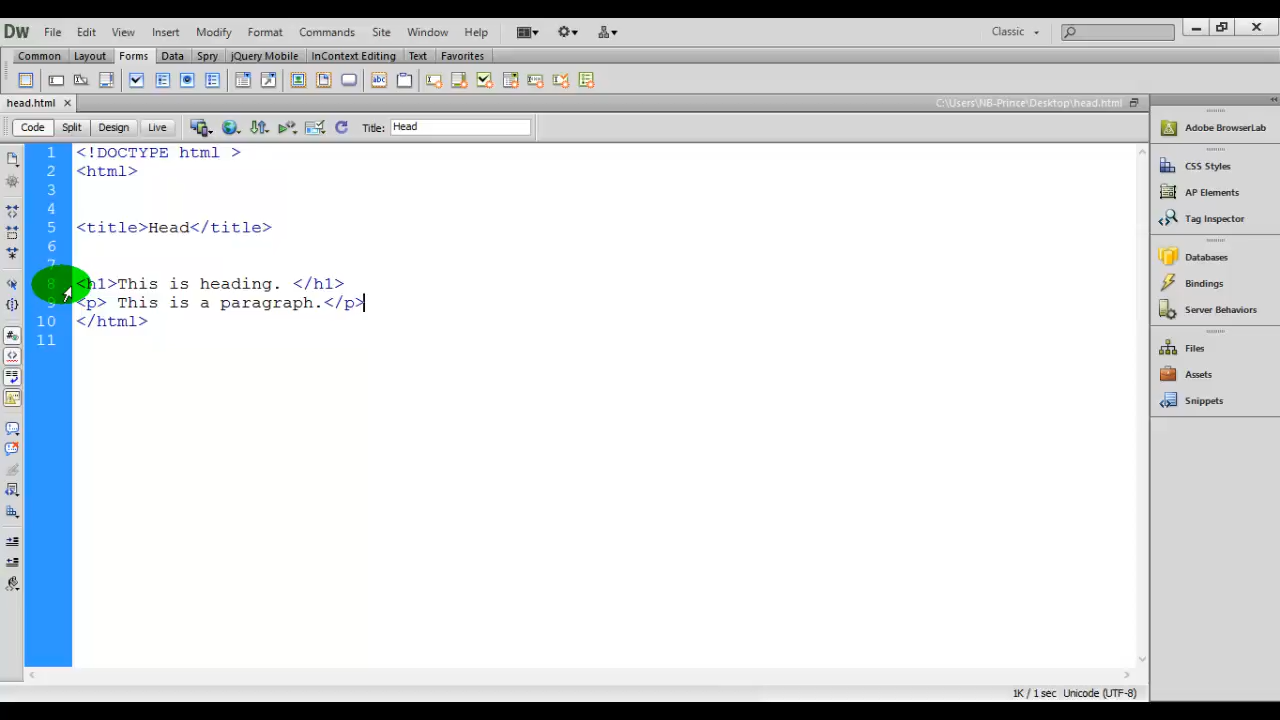 Dw File Edit View Insert Modify Format Commands Site Window Help Classic
Common Layout Forms Data Spry jQuery Mobile InContext Editing Text Favorites
abc
head.html C:\Users\NB-Prince\Desktop\head.html
Code Split Design Live Title: Head
1 <!DOCTYPE html >
2 <html>
3
4
5 <title>Head</title>
6
7
8 <h1>This is heading. </h1>
9 <p> This is a paragraph.</p>
10 </html>
11
Adobe BrowserLab
CSS Styles
AP Elements
Tag Inspector
Databases
Bindings
Server Behaviors
Files
Assets
Snippets
1K / 1 sec Unicode (UTF-8)